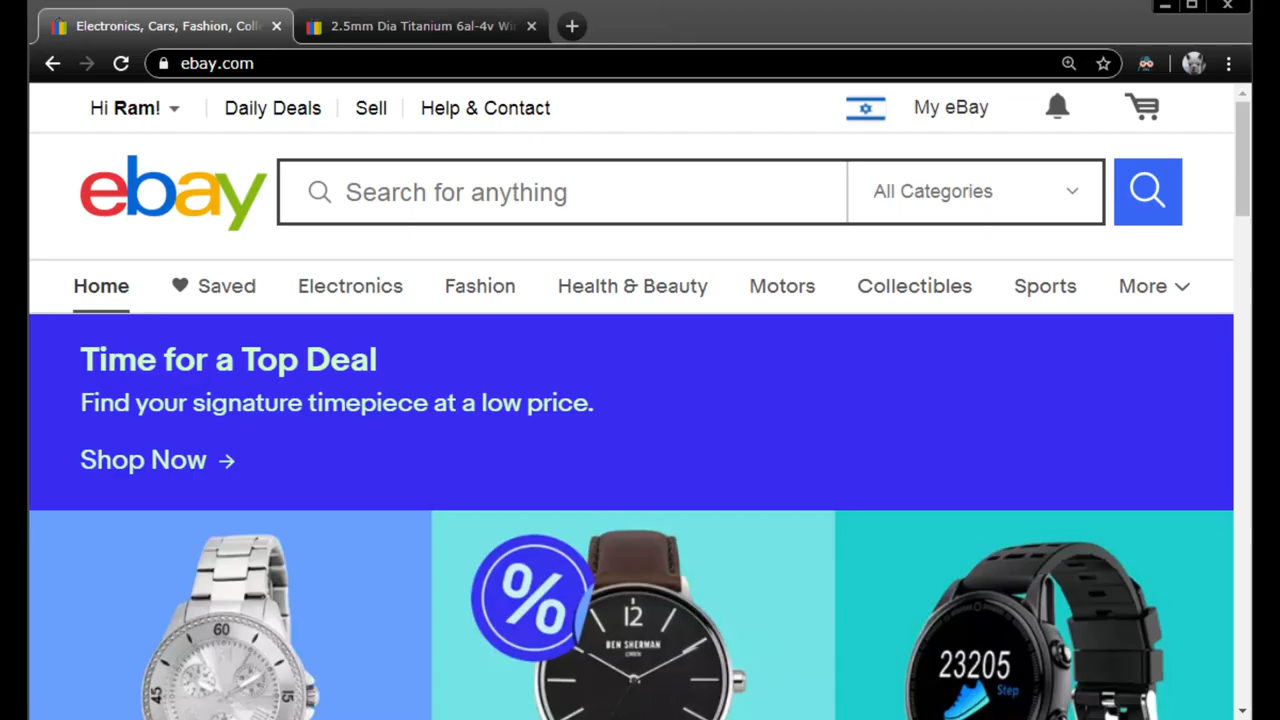 Electronics, Cars, Fashion, Colle
2.5mm Dia Titanium 6al-4v Wi
ebay.com
Hi Ram! Daily Deals Sell Help & Contact My eBay
ebay Search for anything All Categories
Home Saved Electronics Fashion Health & Beauty Motors Collectibles Sports More
Time for a Top Deal
Find your signature timepiece at a low price.
Shop Now →
60
45
15
%
12
BEN SHERMAN
LONDON
23205
Step